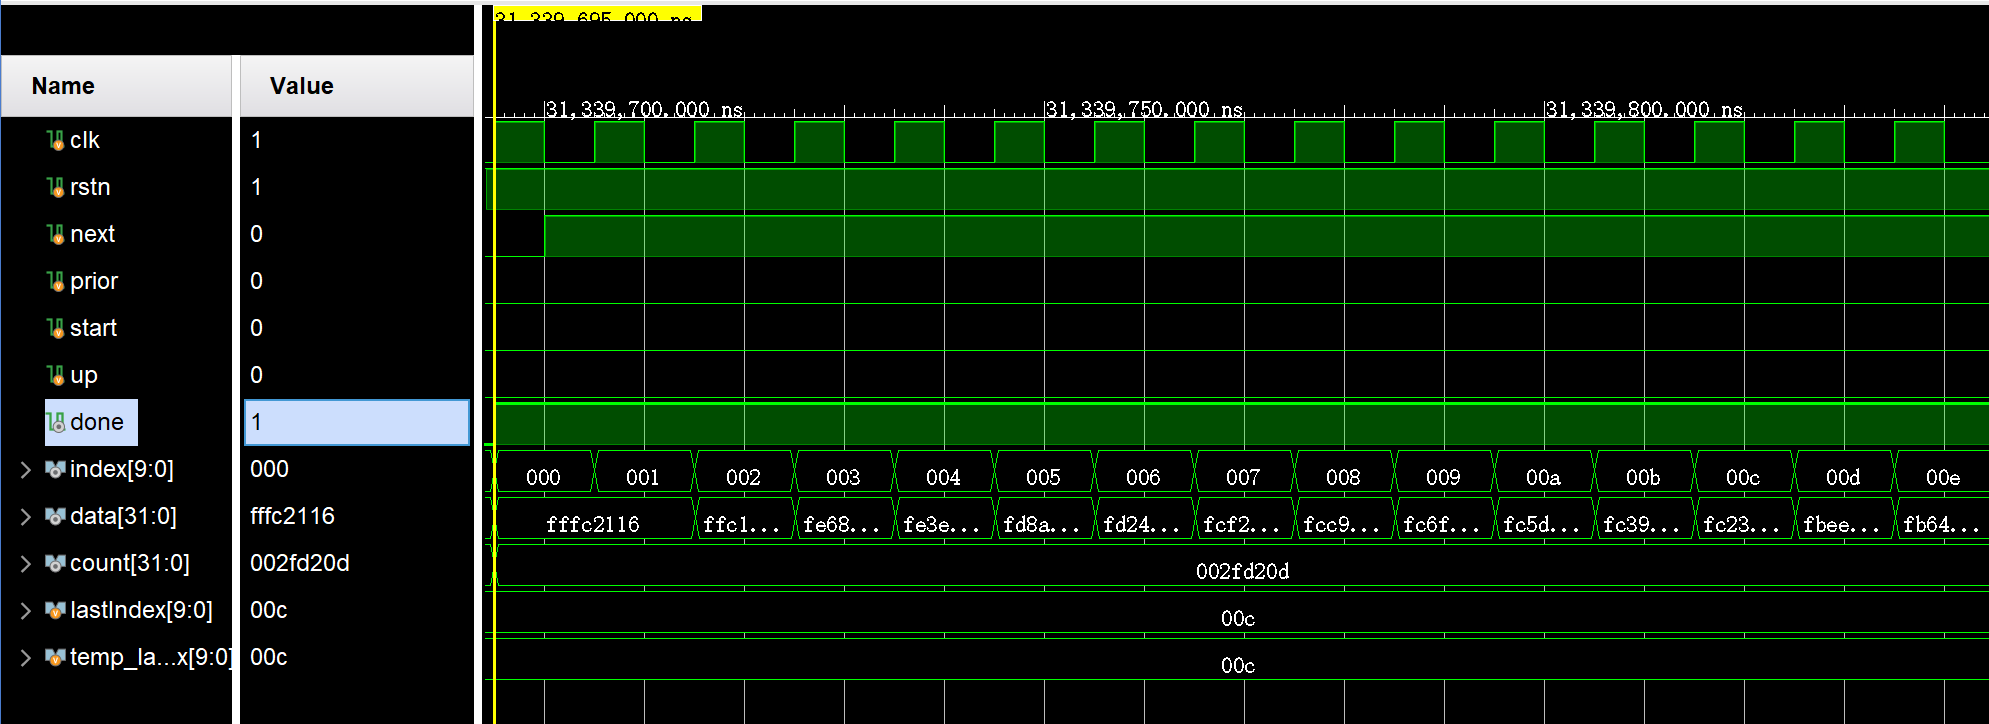 31,339,695.000 ns
Name Value
31,339,700.000 ns 31,339,750.000 ns 31,339,800.000 ns
clk 1
rstn 1
next 0
prior 0
start 0
up 0
done 1
index[9:0] 000 000 001 002 003 004 005 006 007 008 009 00a 00b 00c 00d 00e
data[31:0] fffc2116 fffc2116 ffc1... fe68... fe3e... fd8a... fd24... fcf2... fcc9... fc6f... fc5d... fc39... fc23... fbee... fb64...
count[31:0] 002fd20d 002fd20d
lastIndex[9:0] 00c 00c
temp_la...x[9:0] 00c 00c